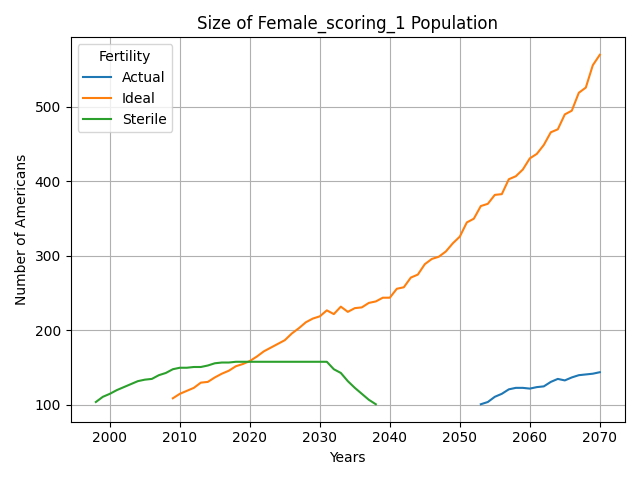 Size of Female_scoring_1 Population
Fertility
Actual
Ideal
Sterile
Number of Americans
500
400
300
200
100
2000
2010
2020
2030
2040
2050
2060
2070
Years